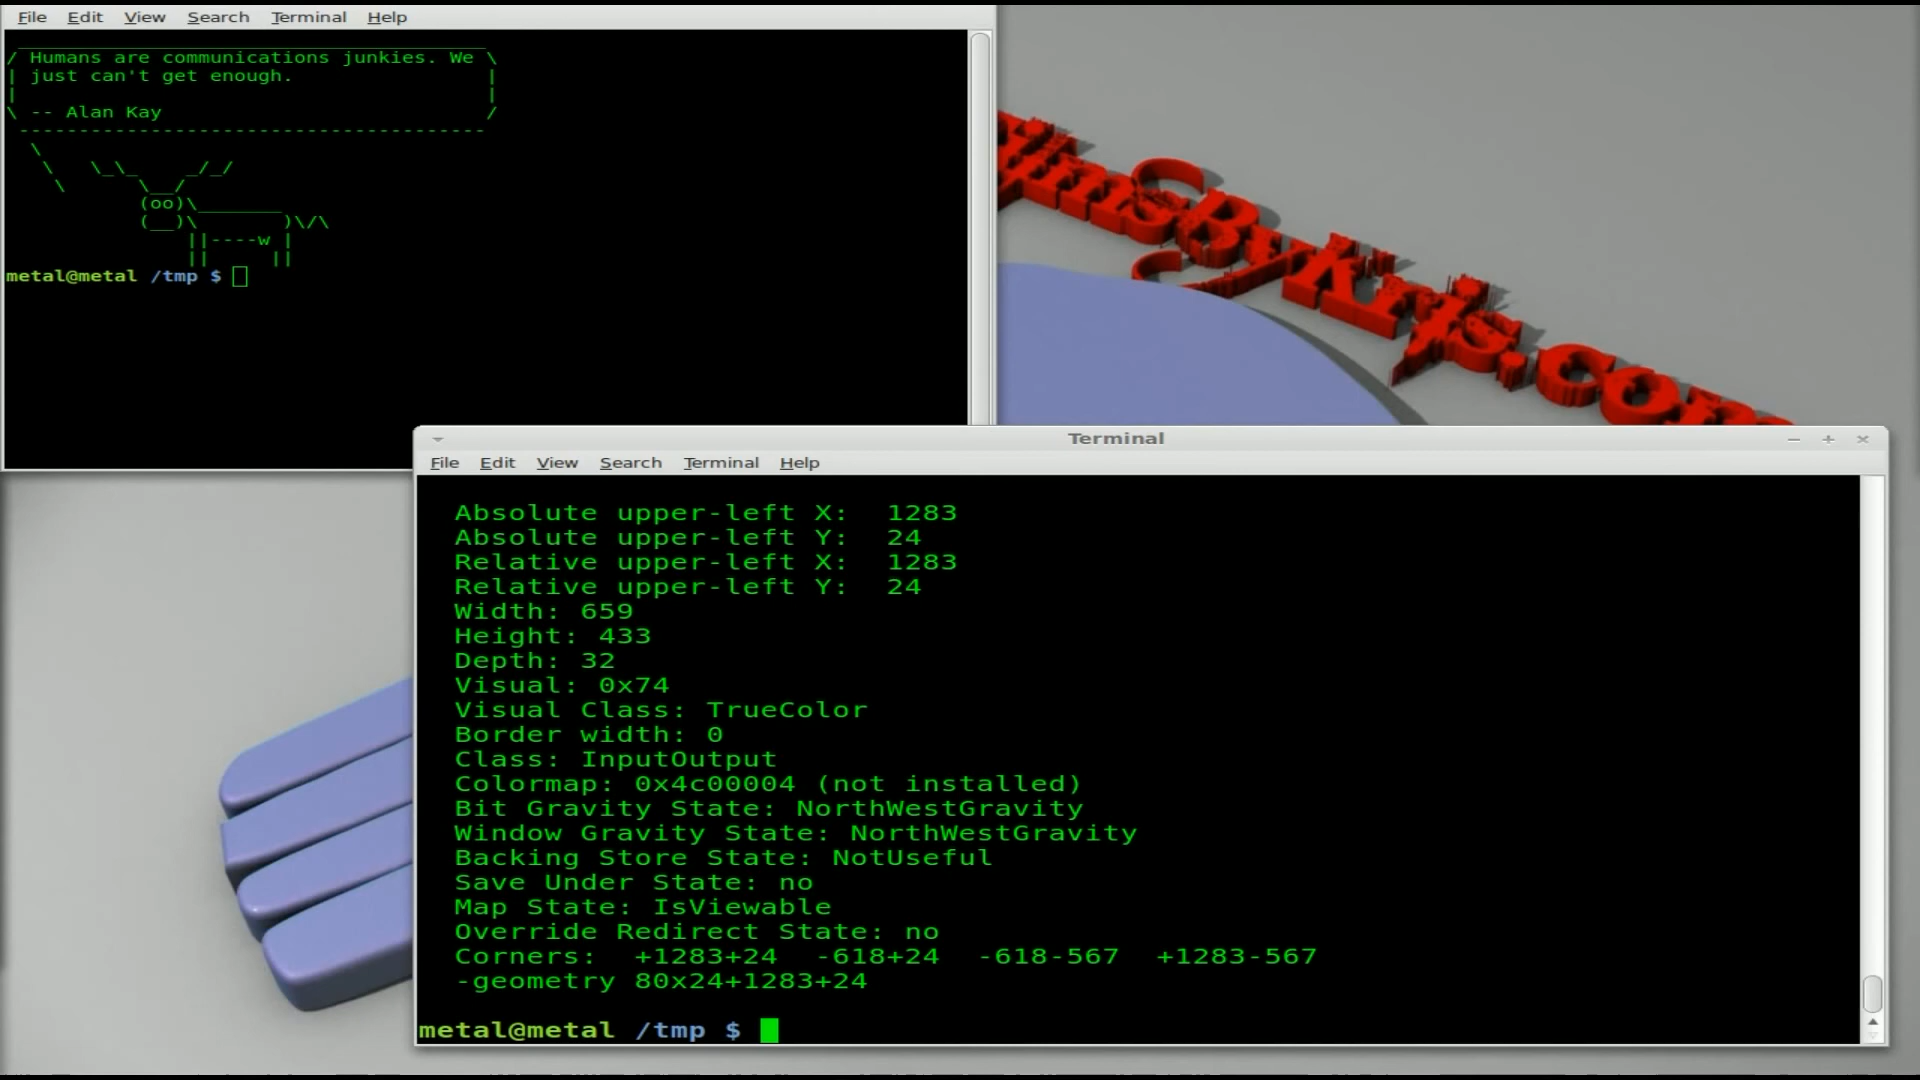 File Edit View Search Terminal Help
/ Humans are communications junkies. We \
| just can't get enough. |
| |
\ -- Alan Kay /
---------------------------------------
\
\ \_\_ _/_/
\ \__/
(oo)\_______
(__)\ )\/\
||----w |
|| ||
metal@metal /tmp $
Terminal
File Edit View Search Terminal Help
Absolute upper-left X: 1283
Absolute upper-left Y: 24
Relative upper-left X: 1283
Relative upper-left Y: 24
Width: 659
Height: 433
Depth: 32
Visual: 0x74
Visual Class: TrueColor
Border width: 0
Class: InputOutput
Colormap: 0x4c00004 (not installed)
Bit Gravity State: NorthWestGravity
Window Gravity State: NorthWestGravity
Backing Store State: NotUseful
Save Under State: no
Map State: IsViewable
Override Redirect State: no
Corners: +1283+24 -618+24 -618-567 +1283-567
-geometry 80x24+1283+24
metal@metal /tmp $